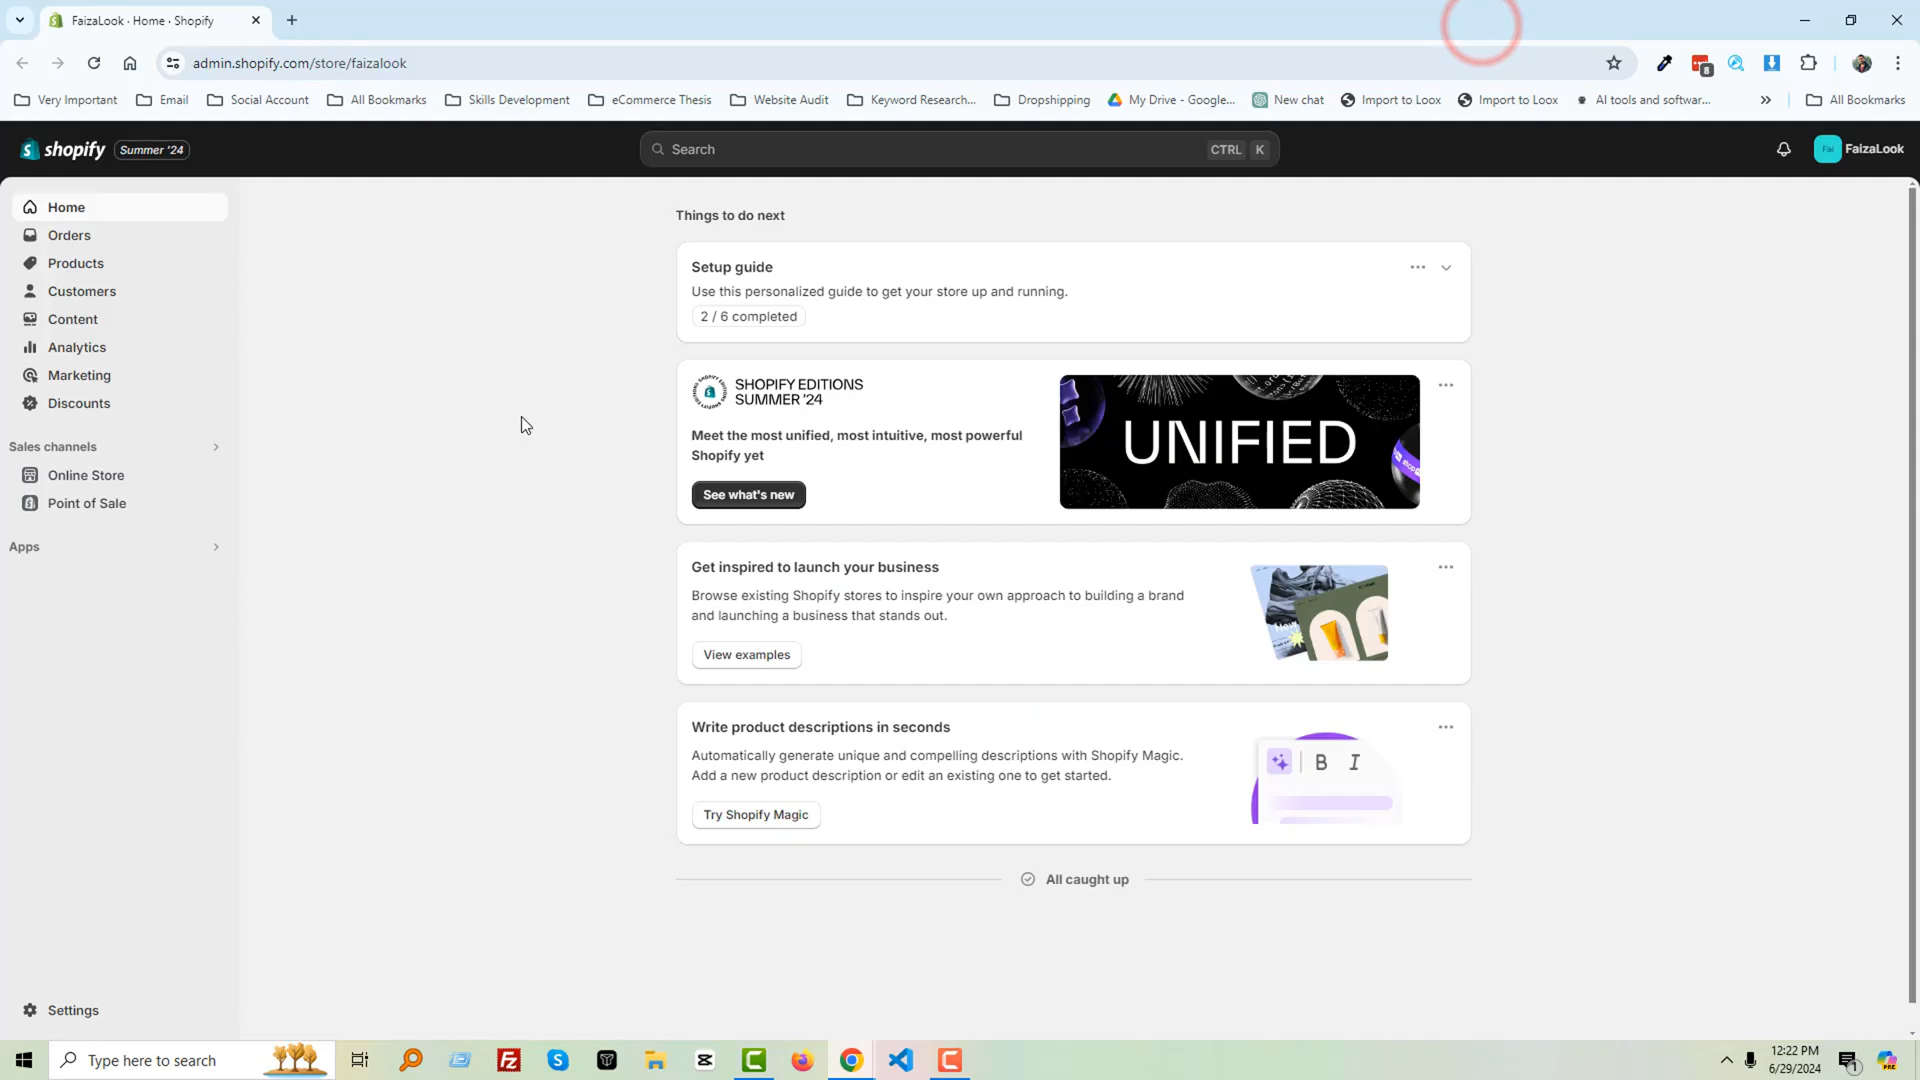 FaizaLook · Home · Shopify
admin.shopify.com/store/faizalook
8
Very Important
Email
Social Account
All Bookmarks
Skills Development
eCommerce Thesis
Website Audit
Keyword Research...
Dropshipping
My Drive - Google...
New chat
Import to Loox
Import to Loox
AI tools and softwar...
All Bookmarks
shopify
Summer '24
Search
CTRL K
Fai
FaizaLook
Home
Orders
Products
Customers
Content
Analytics
Marketing
Discounts
Sales channels
Online Store
Point of Sale
Apps
Settings
Things to do next
Setup guide
Use this personalized guide to get your store up and running.
2 / 6 completed
SHOPIFY EDITIONS
SUMMER '24
Meet the most unified, most intuitive, most powerful
Shopify yet
See what's new
UNIFIED
Get inspired to launch your business
Browse existing Shopify stores to inspire your own approach to building a brand
and launching a business that stands out.
View examples
Write product descriptions in seconds
Automatically generate unique and compelling descriptions with Shopify Magic.
Add a new product description or edit an existing one to get started.
Try Shopify Magic
B I
All caught up
Type here to search
12:22 PM
6/29/2024
1
PRE